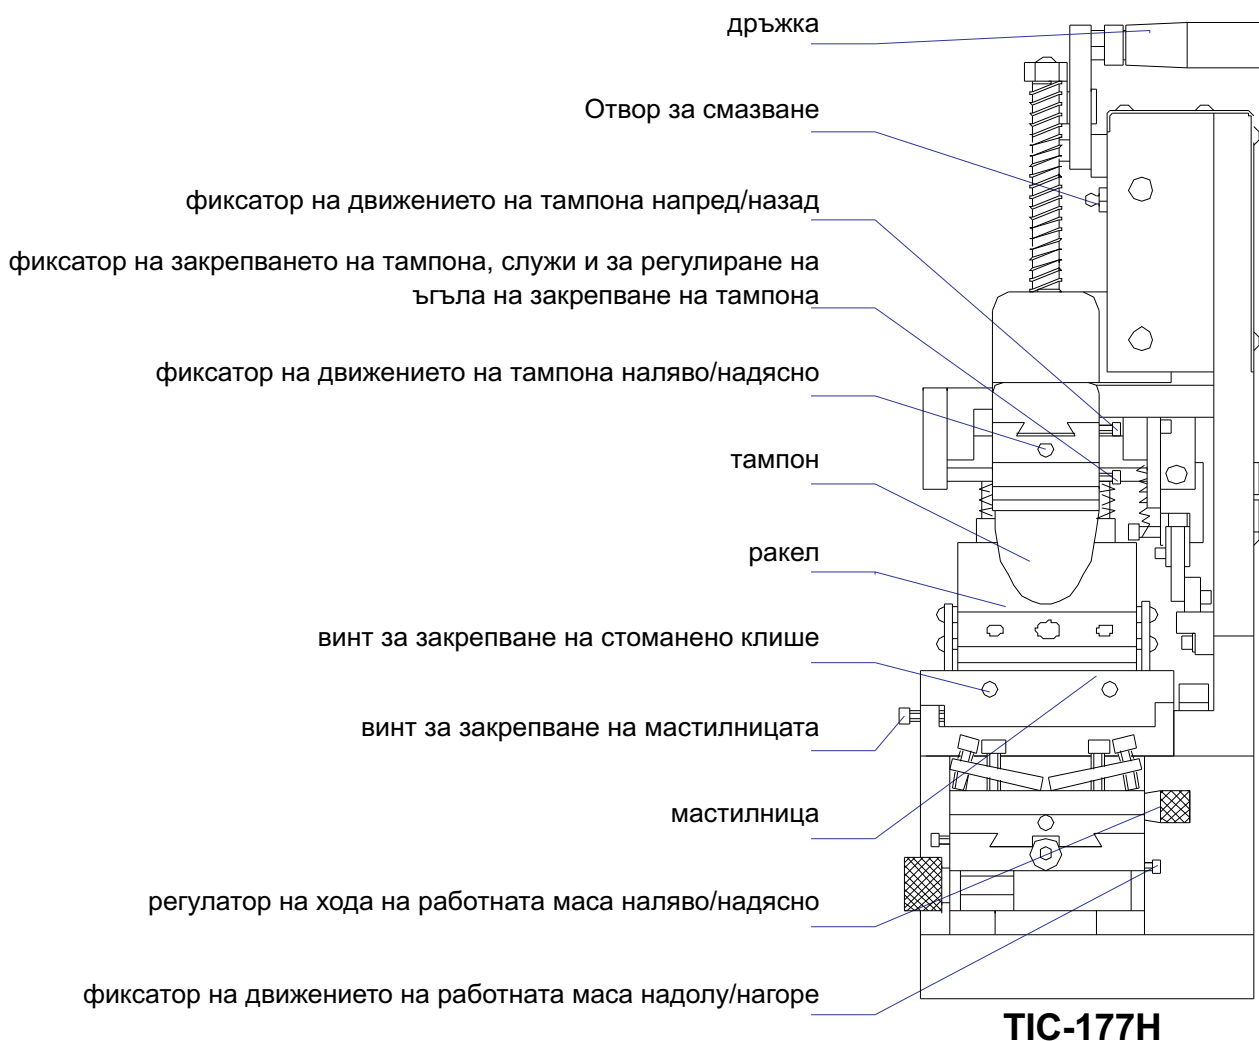 дръжка
Отвор за смазване
фиксатор на движението на тампона напред/назад
фиксатор на закрепването на тампона, служи и за регулиране на
ъгъла на закрепване на тампона
фиксатор на движението на тампона наляво/надясно
тампон
ракел
винт за закрепване на стоманено клише
винт за закрепване на мастилницата
мастилница
регулатор на хода на работната маса наляво/надясно
фиксатор на движението на работната маса надолу/нагоре
TIC-177H